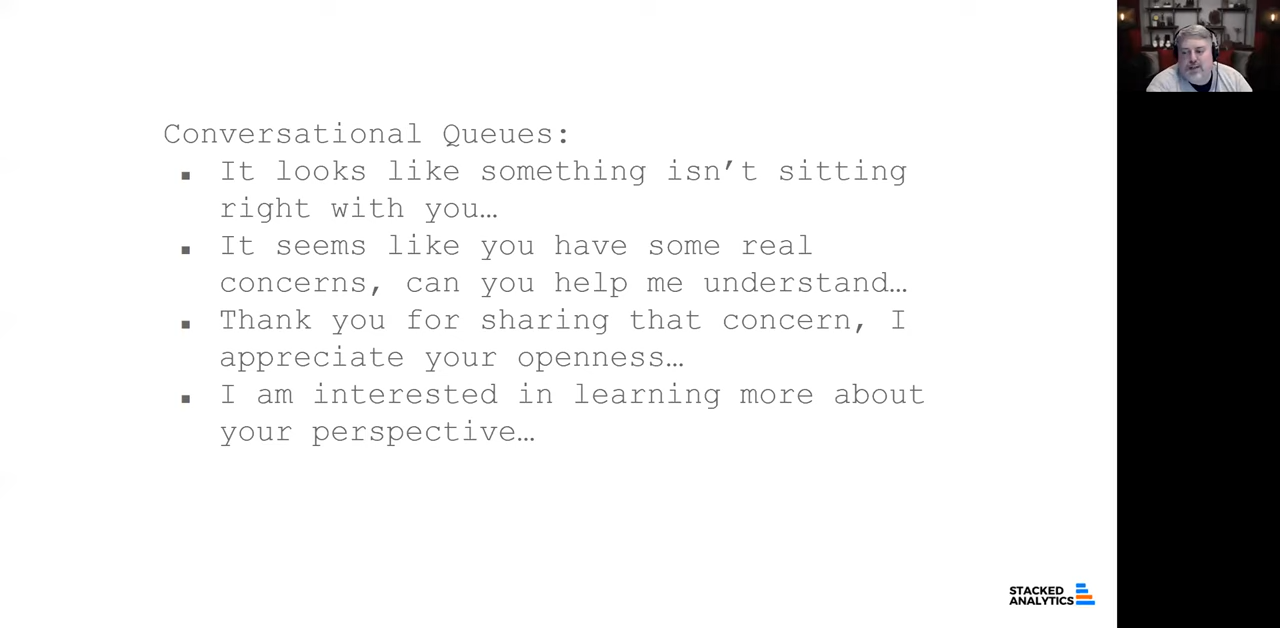 Conversational Queues:
▪ It looks like something isn’t sitting
right with you…
▪ It seems like you have some real
concerns, can you help me understand…
▪ Thank you for sharing that concern, I
appreciate your openness…
▪ I am interested in learning more about
your perspective…
STACKED
ANALYTICS